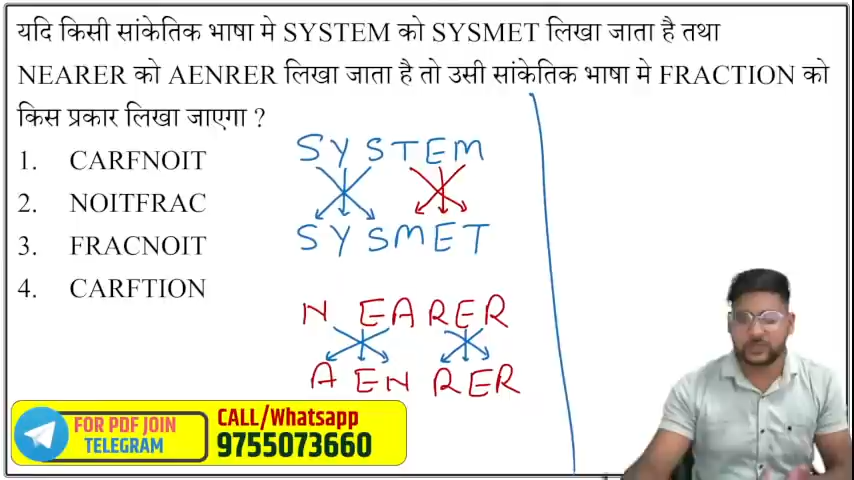 यदि किसी सांकेतिक भाषा मे SYSTEM को SYSMET लिखा जाता है तथा
NEARER को AENRER लिखा जाता है तो उसी सांकेतिक भाषा मे FRACTION को
किस प्रकार लिखा जाएगा ?
1. CARFNOIT
2. NOITFRAC
3. FRACNOIT
4. CARFTION
SYSTEM
SYSMET
NEARER
AENRER
FOR PDF JOIN
TELEGRAM
CALL/Whatsapp
9755073660